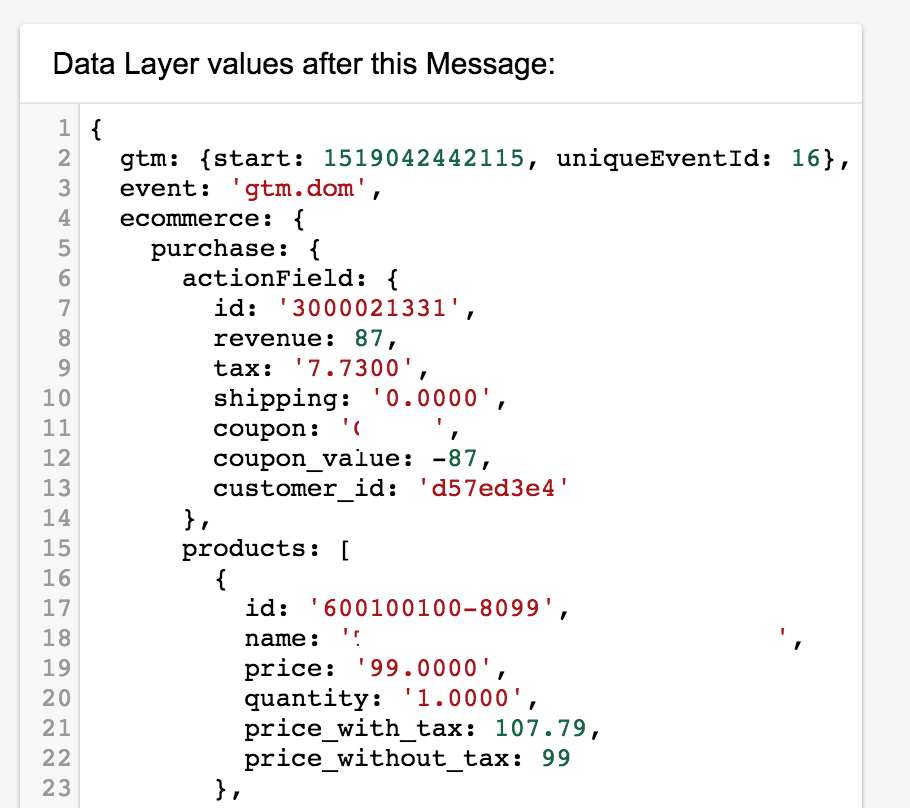 Data Layer values after this Message:
1 {
2 gtm: {start: 1519042442115, uniqueEventId: 16},
3 event: 'gtm.dom',
4 ecommerce: {
5 purchase: {
6 actionField: {
7 id: '3000021331',
8 revenue: 87,
9 tax: '7.7300',
10 shipping: '0.0000',
11 coupon: ' ',
12 coupon_value: -87,
13 customer_id: 'd57ed3e4'
14 },
15 products: [
16 {
17 id: '600100100-8099',
18 name: ' ',
19 price: '99.0000',
20 quantity: '1.0000',
21 price_with_tax: 107.79,
22 price_without_tax: 99
23 },